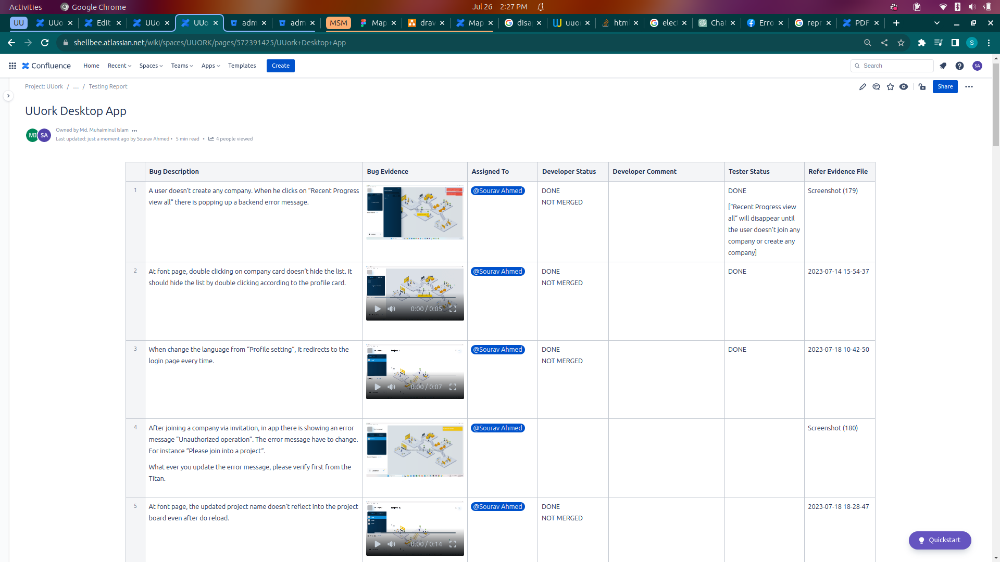 Activities Google Chrome Jul 26 2:27 PM
UU UUo Edit UUo UUo adm adm MSM Map drav Map disa uuo html elect Chat Erro repr PDF
shellbee.atlassian.net/wiki/spaces/UUORK/pages/572391425/UUork+Desktop+App S
Confluence Home Recent Spaces Teams Apps Templates Create Search SA
Project: UUork / ... / Testing Report Share
UUork Desktop App
MI SA Owned by Md. Muhaiminul Islam
Last updated: just a moment ago by Sourav Ahmed • 5 min read • 4 people viewed
Bug Description Bug Evidence Assigned To Developer Status Developer Comment Tester Status Refer Evidence File
1 A user doesn’t create any company. When he clicks on “Recent Progress @Sourav Ahmed DONE DONE Screenshot (179)
view all“ there is popping up a backend error message. NOT MERGED
[“Recent Progress view
all“ will disappear until
the user doesn’t join any
company or create any
company]
2 At font page, double clicking on company card doesn’t hide the list. It @Sourav Ahmed DONE DONE 2023-07-14 15-54-37
should hide the list by double clicking according to the profile card. NOT MERGED
0:00 / 0:05
3 When change the language from “Profile setting“, it redirects to the @Sourav Ahmed DONE DONE 2023-07-18 10-42-50
login page every time. NOT MERGED
0:00 / 0:07
4 After joining a company via invitation, in app there is showing an error @Sourav Ahmed Screenshot (180)
message “Unauthorized operation”. The error message have to change.
For instance “Please join into a project“.
What ever you update the error message, please verify first from the
Titan.
5 At font page, the updated project name doesn’t reflect into the project @Sourav Ahmed DONE 2023-07-18 18-28-47
board even after do reload. NOT MERGED
0:00 / 0:14
Quickstart